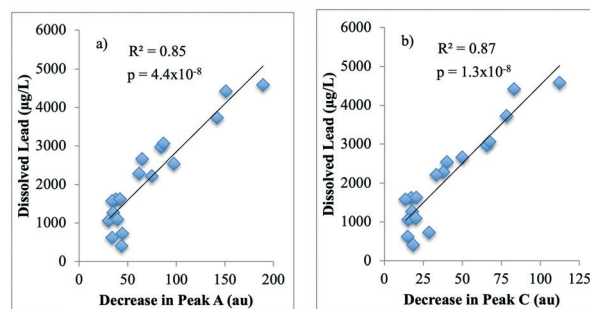 a)
R² = 0.85
p = 4.4x10⁻⁸
Dissolved Lead (µg/L)
6000
5000
4000
3000
2000
1000
0
0 50 100 150 200
Decrease in Peak A (au)
b)
R² = 0.87
p = 1.3x10⁻⁸
Dissolved Lead (µg/L)
6000
5000
4000
3000
2000
1000
0
0 25 50 75 100 125
Decrease in Peak C (au)